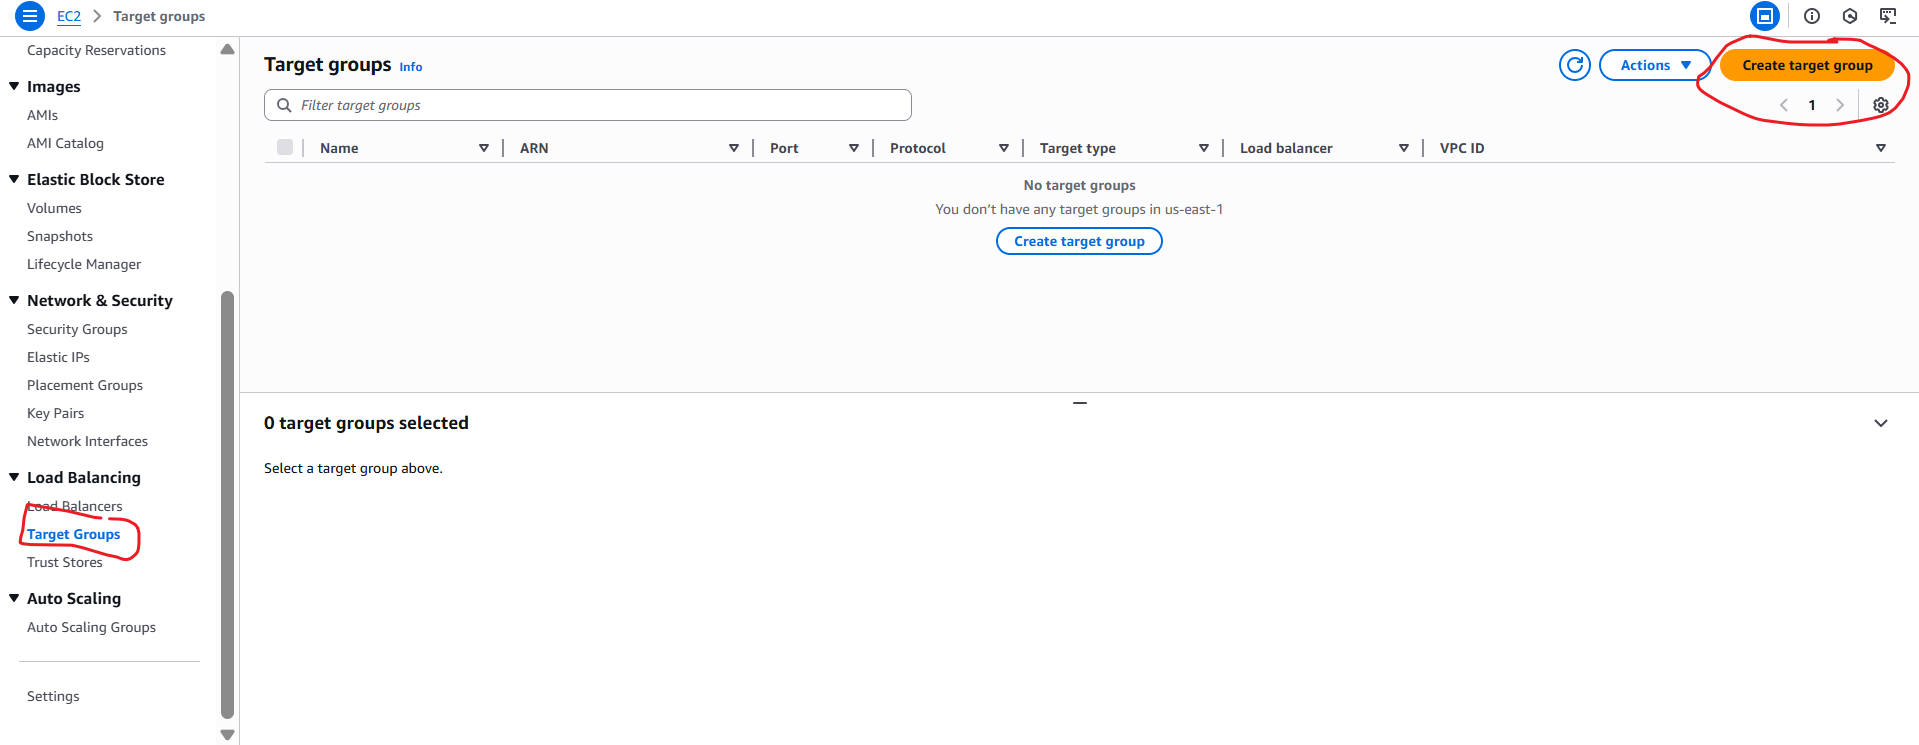 EC2 > Target groups
Capacity Reservations
Images
AMIs
AMI Catalog
Elastic Block Store
Volumes
Snapshots
Lifecycle Manager
Network & Security
Security Groups
Elastic IPs
Placement Groups
Key Pairs
Network Interfaces
Load Balancing
Load Balancers
Target Groups
Trust Stores
Auto Scaling
Auto Scaling Groups
Settings
Target groups Info
Actions
Create target group
Filter target groups
1
Name ARN Port Protocol Target type Load balancer VPC ID
No target groups
You don’t have any target groups in us-east-1
Create target group
0 target groups selected
Select a target group above.